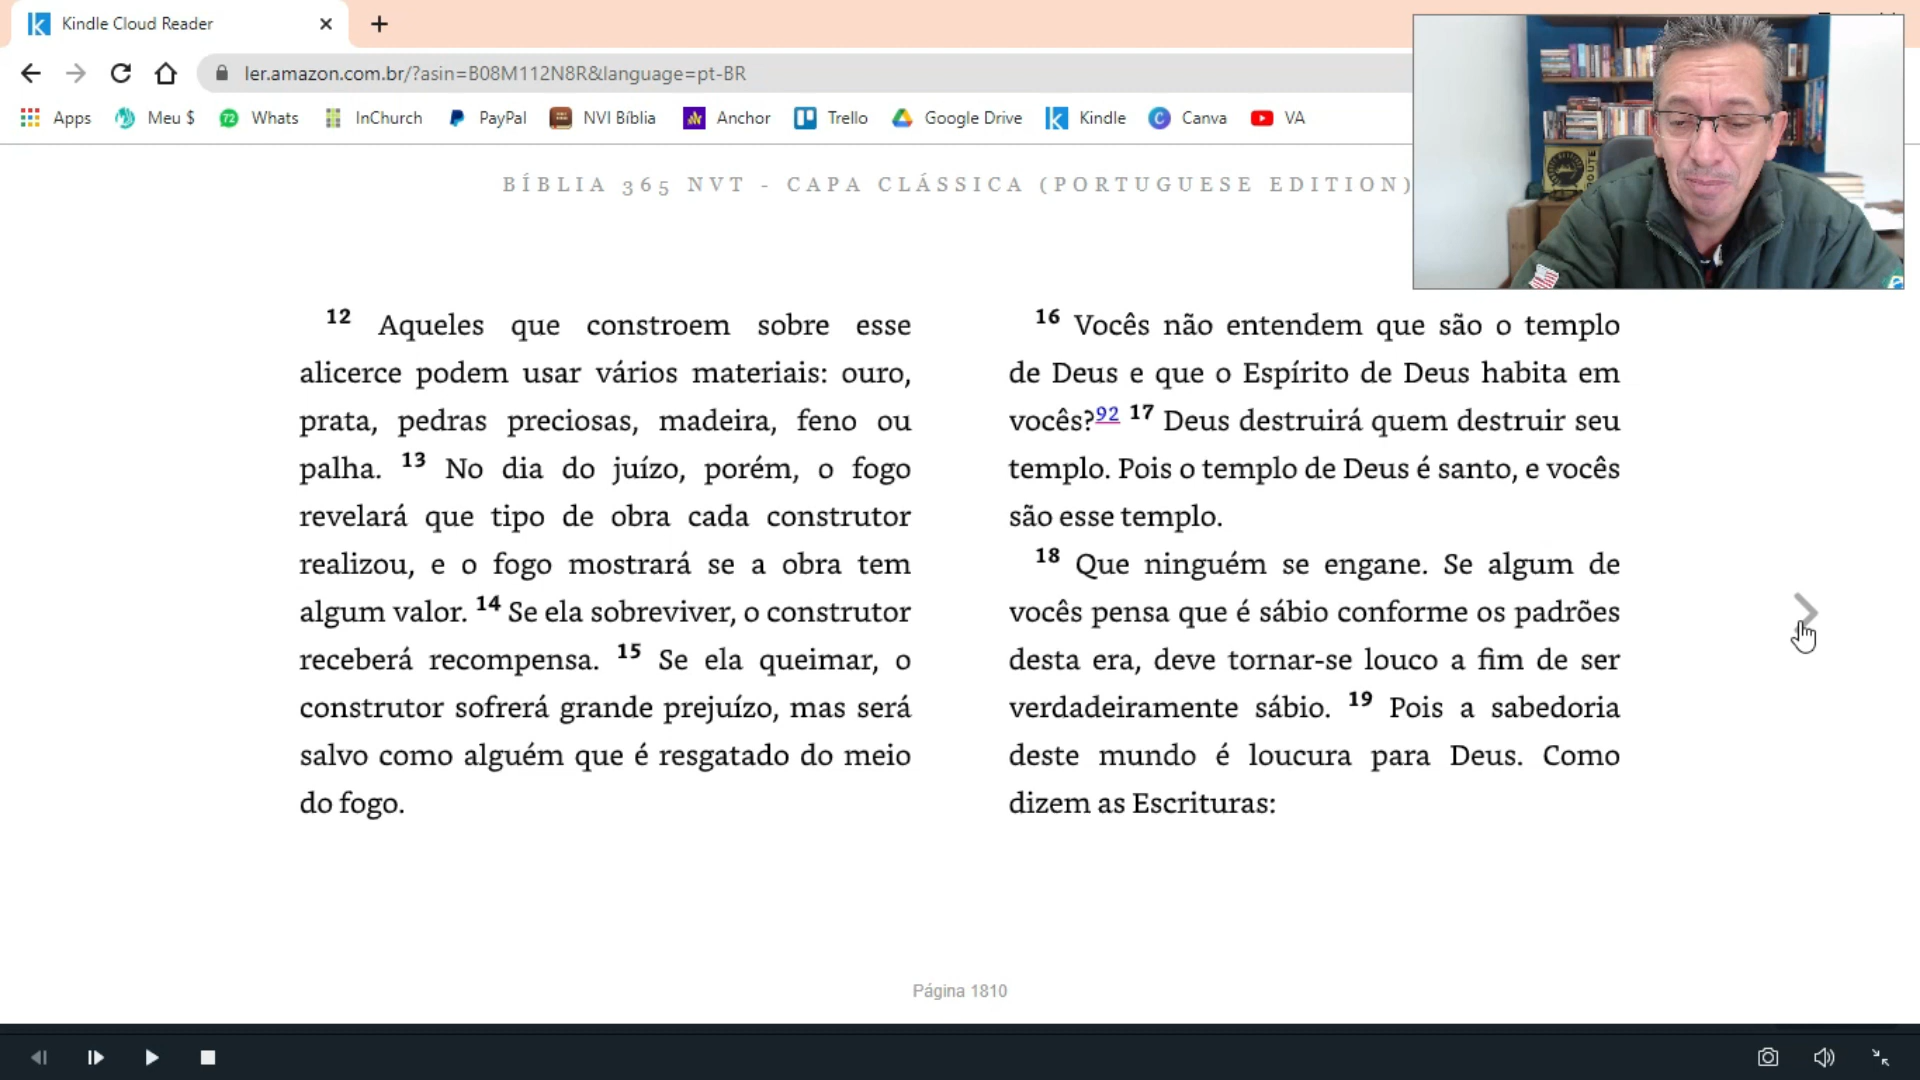 Kindle Cloud Reader
ler.amazon.com.br/?asin=B08M112N8R&language=pt-BR
Apps Meu $ 72 Whats InChurch PayPal NVI Bíblia Anchor Trello Google Drive Kindle Canva VA
BÍBLIA 365 NVT - CAPA CLÁSSICA (PORTUGUESE EDITION)
12 Aqueles que constroem sobre esse
alicerce podem usar vários materiais: ouro,
prata, pedras preciosas, madeira, feno ou
palha. 13 No dia do juízo, porém, o fogo
revelará que tipo de obra cada construtor
realizou, e o fogo mostrará se a obra tem
algum valor. 14 Se ela sobreviver, o construtor
receberá recompensa. 15 Se ela queimar, o
construtor sofrerá grande prejuízo, mas será
salvo como alguém que é resgatado do meio
do fogo.
16 Vocês não entendem que são o templo
de Deus e que o Espírito de Deus habita em
vocês?92 17 Deus destruirá quem destruir seu
templo. Pois o templo de Deus é santo, e vocês
são esse templo.
18 Que ninguém se engane. Se algum de
vocês pensa que é sábio conforme os padrões
desta era, deve tornar-se louco a fim de ser
verdadeiramente sábio. 19 Pois a sabedoria
deste mundo é loucura para Deus. Como
dizem as Escrituras:
Página 1810